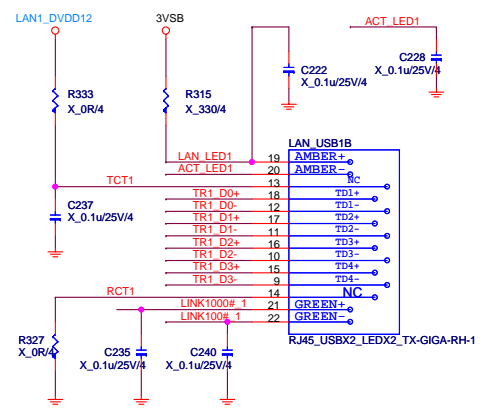 LAN1_DVDD12
3VSB
ACT_LED1
C228
X_0.1u/25V/4
C222
X_0.1u/25V/4
R333
X_0R/4
R315
X_330/4
LAN_USB1B
LAN_LED1 19 AMBER+
ACT_LED1 20 AMBER-
TCT1 13 NC
TR1_D0+ 18 TD1+
TR1_D0- 12 TD1-
TR1_D1+ 17 TD2+
TR1_D1- 11 TD2-
TR1_D2+ 16 TD3+
TR1_D2- 10 TD3-
TR1_D3+ 15 TD4+
TR1_D3- 9 TD4-
C237
X_0.1u/25V/4
RCT1 14 NC
LINK1000#_1 21 GREEN+
LINK100#_1 22 GREEN-
RJ45_USBX2_LEDX2_TX-GIGA-RH-1
R327
X_0R/4
C235
X_0.1u/25V/4
C240
X_0.1u/25V/4